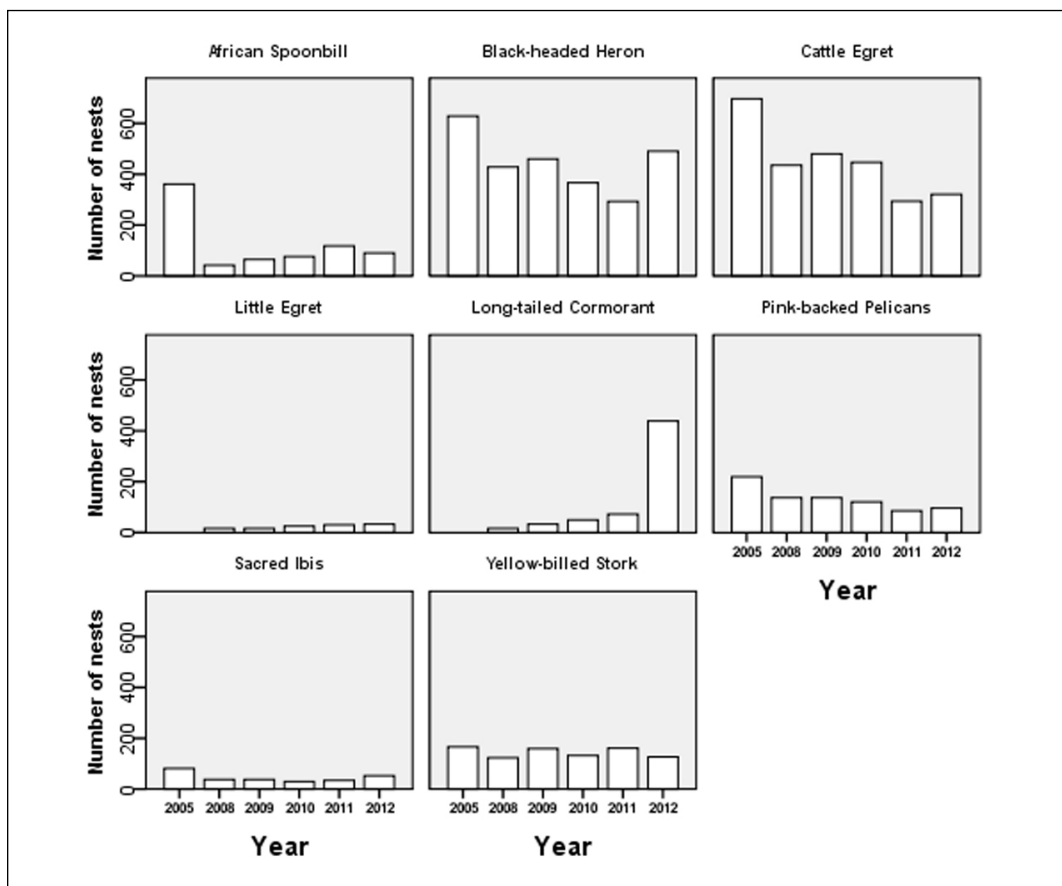 African Spoonbill
Black-headed Heron
Cattle Egret
Number of nests
600
400
200
0
Little Egret
Long-tailed Cormorant
Pink-backed Pelicans
Number of nests
600
400
200
0
2005 2008 2009 2010 2011 2012
Year
Sacred Ibis
Yellow-billed Stork
Number of nests
600
400
200
0
2005 2008 2009 2010 2011 2012
2005 2008 2009 2010 2011 2012
Year
Year